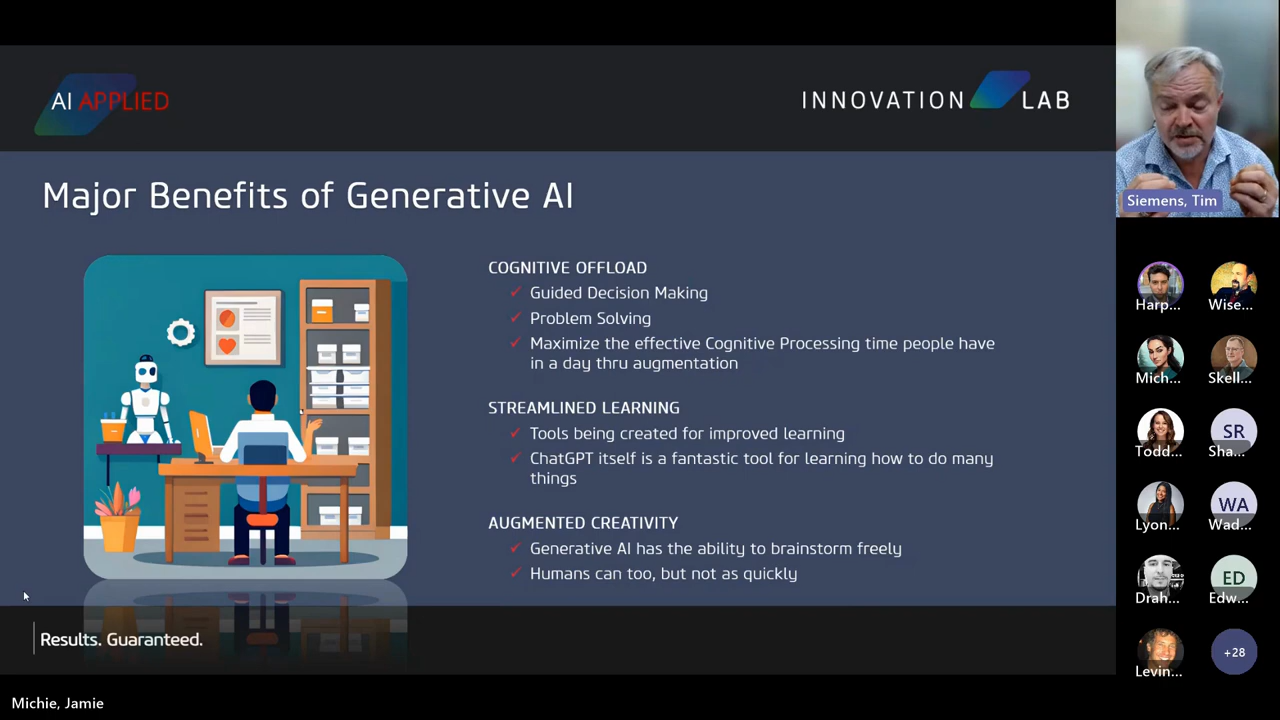 AI APPLIED
INNOVATION LAB
Major Benefits of Generative AI
COGNITIVE OFFLOAD
Guided Decision Making
Problem Solving
Maximize the effective Cognitive Processing time people have
in a day thru augmentation
STREAMLINED LEARNING
Tools being created for improved learning
ChatGPT itself is a fantastic tool for learning how to do many
things
AUGMENTED CREATIVITY
Generative AI has the ability to brainstorm freely
Humans can too, but not as quickly
Results. Guaranteed.
Michie, Jamie
Siemens, Tim
Harp...
Wise...
Mich...
Skell...
Todd...
SR
Sha...
Lyon...
WA
Wad...
Drah...
ED
Edw...
Levin...
+28